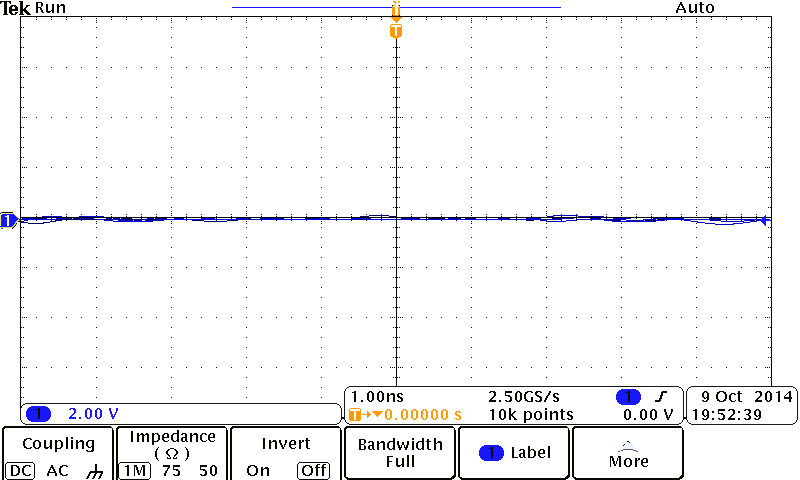 Tek Run Auto
T
T
1
1 2.00 V
1.00ns 2.50GS/s 1
T 0.00000 s 10k points 0.00 V
9 Oct 2014
19:52:39
Coupling
DC AC
Impedance
( Ω )
1M 75 50
Invert
On Off
Bandwidth
Full
1 Label
More